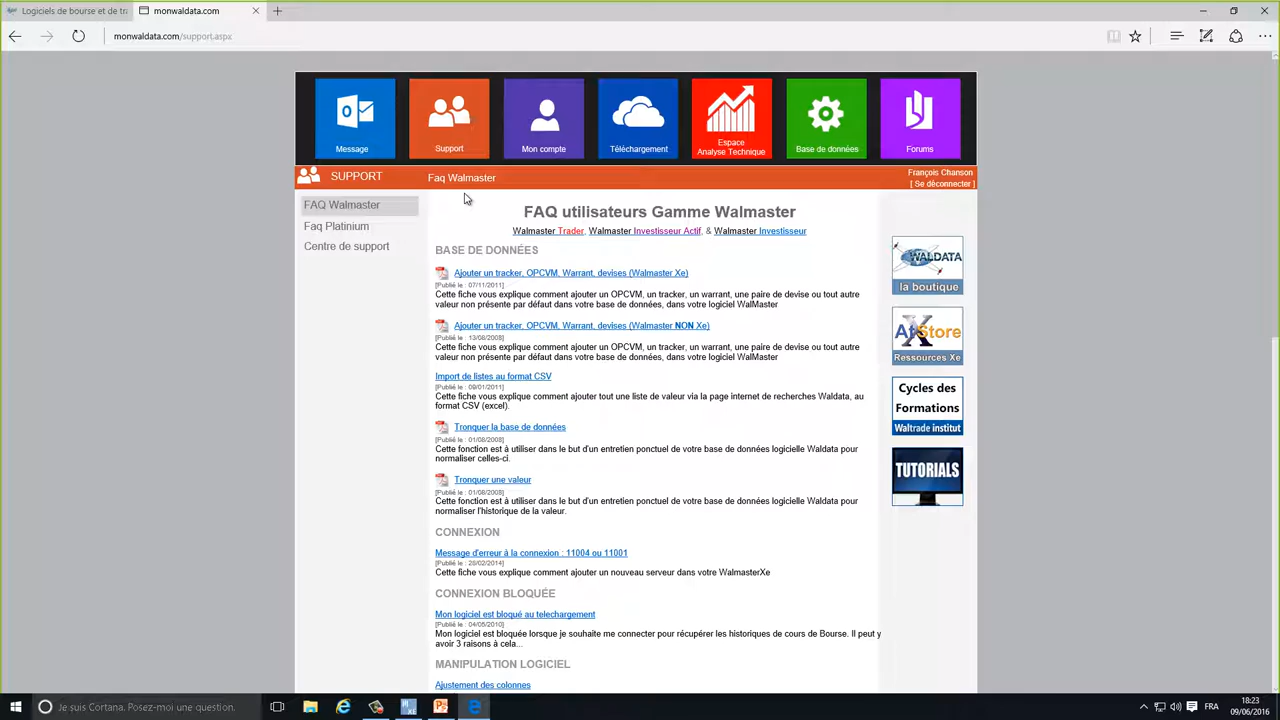 Logiciels de bourse et de tra
monwaldata.com
monwaldata.com/support.aspx
Message
Support
Mon compte
Téléchargement
Espace
Analyse Technique
Base de données
Forums
SUPPORT
Faq Walmaster
François Chanson
[ Se déconnecter ]
FAQ Walmaster
Faq Platinium
Centre de support
FAQ utilisateurs Gamme Walmaster
Walmaster Trader, Walmaster Investisseur Actif, & Walmaster Investisseur
BASE DE DONNÉES
Ajouter un tracker, OPCVM, Warrant, devises (Walmaster Xe)
[Publié le : 07/11/2011]
Cette fiche vous explique comment ajouter un OPCVM, un tracker, un warrant, une paire de devise ou tout autre
valeur non présente par défaut dans votre base de données, dans votre logiciel WalMaster
Ajouter un tracker, OPCVM, Warrant, devises (Walmaster NON Xe)
[Publié le : 13/08/2008]
Cette fiche vous explique comment ajouter un OPCVM, un tracker, un warrant, une paire de devise ou tout autre
valeur non présente par défaut dans votre base de données, dans votre logiciel WalMaster
Import de listes au format CSV
[Publié le : 09/01/2011]
Cette fiche vous explique comment ajouter tout une liste de valeur via la page internet de recherches Waldata, au
format CSV (excel).
Tronquer la base de données
[Publié le : 01/08/2008]
Cette fonction est à utiliser dans le but d'un entretien ponctuel de votre base de données logicielle Waldata pour
normaliser celles-ci.
Tronquer une valeur
[Publié le : 01/08/2008]
Cette fonction est à utiliser dans le but d'un entretien ponctuel de votre base de données logicielle Waldata pour
normaliser l'historique de la valeur.
CONNEXION
Message d'erreur à la connexion : 11004 ou 11001
[Publié le : 28/02/2014]
Cette fiche vous explique comment ajouter un nouveau serveur dans votre WalmasterXe
CONNEXION BLOQUÉE
Mon logiciel est bloqué au telechargement
[Publié le : 04/05/2010]
Mon logiciel est bloquée lorsque je souhaite me connecter pour récupérer les historiques de cours de Bourse. Il peut y
avoir 3 raisons à cela...
MANIPULATION LOGICIEL
Ajustement des colonnes
WALDATA
la boutique
AtStore
X
Ressources Xe
Cycles des
Formations
Waltrade institut
TUTORIALS
Je suis Cortana. Posez-moi une question.
FRA
18:23
09/06/2016